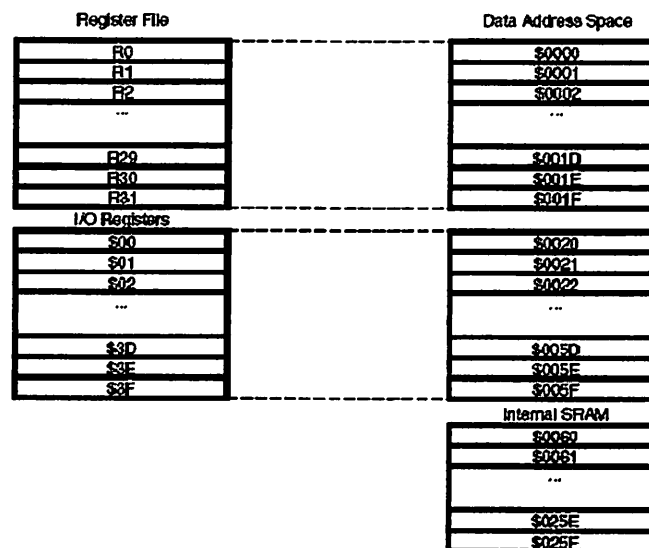 Register File
Data Address Space
R0
$0000
R1
$0001
R2
$0002
...
...
R29
$001D
R30
$001E
R31
$001F
I/O Registers
$00
$0020
$01
$0021
$02
$0022
...
...
$3D
$005D
$3E
$005E
$3F
$005F
Internal SRAM
$0060
$0061
...
$025E
$025F